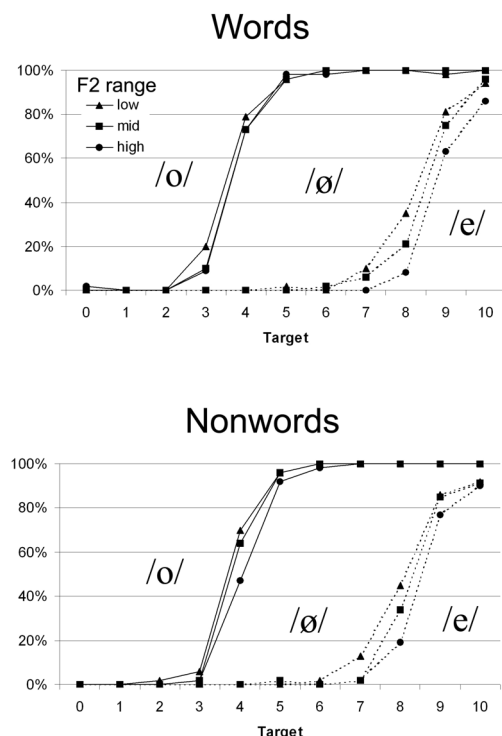 Words
100%
80%
60%
40%
20%
0%
F2 range
low
mid
high
/o/
/ø/
/e/
0 1 2 3 4 5 6 7 8 9 10
Target
Nonwords
100%
80%
60%
40%
20%
0%
/o/
/ø/
/e/
0 1 2 3 4 5 6 7 8 9 10
Target